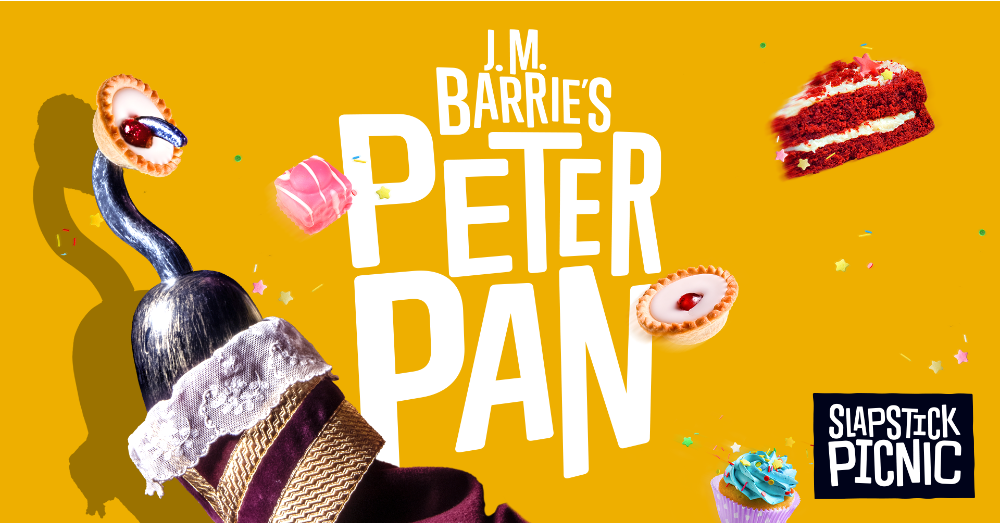 J.M.
BARRIE'S
PETER
PAN
SLAPSTICK
PICNIC